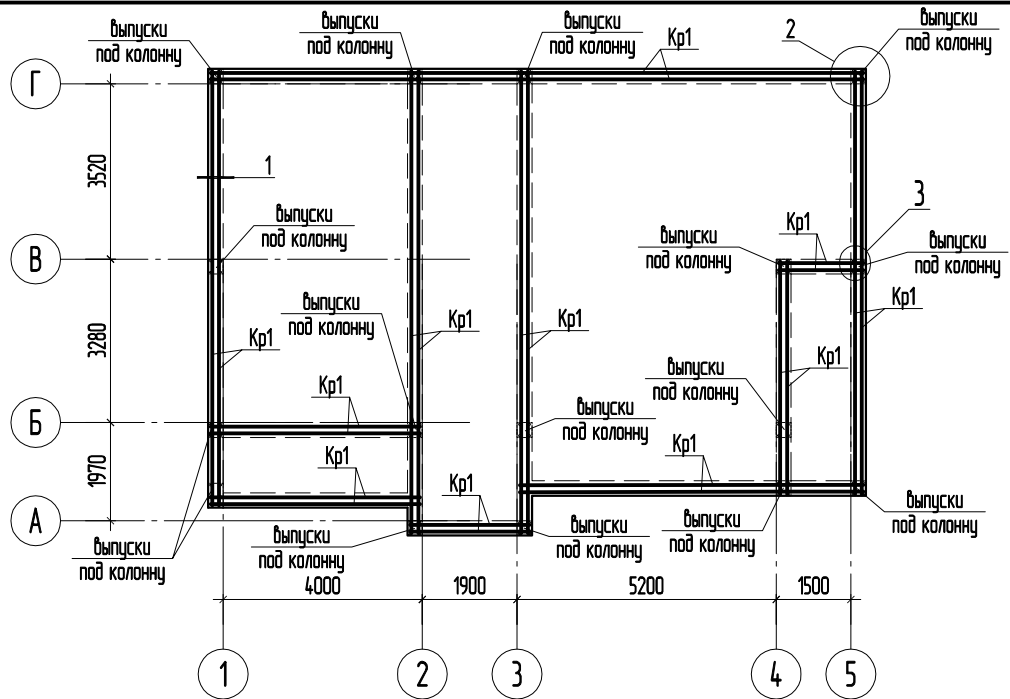 выпуски
под колонну
выпуски
под колонну
выпуски
под колонну
Кр1
2
выпуски
под колонну
Г
3520
1
выпуски
под колонну
3
В
выпуски
под колонну
Кр1
выпуски
под колонну
3280
выпуски
под колонну
Кр1
Кр1
Кр1
Кр1
Кр1
выпуски
под колонну
Кр1
Б
выпуски
под колонну
1970
Кр1
Кр1
Кр1
А
выпуски
под колонну
выпуски
под колонну
выпуски
под колонну
выпуски
под колонну
выпуски
под колонну
4000
1900
5200
1500
1
2
3
4
5